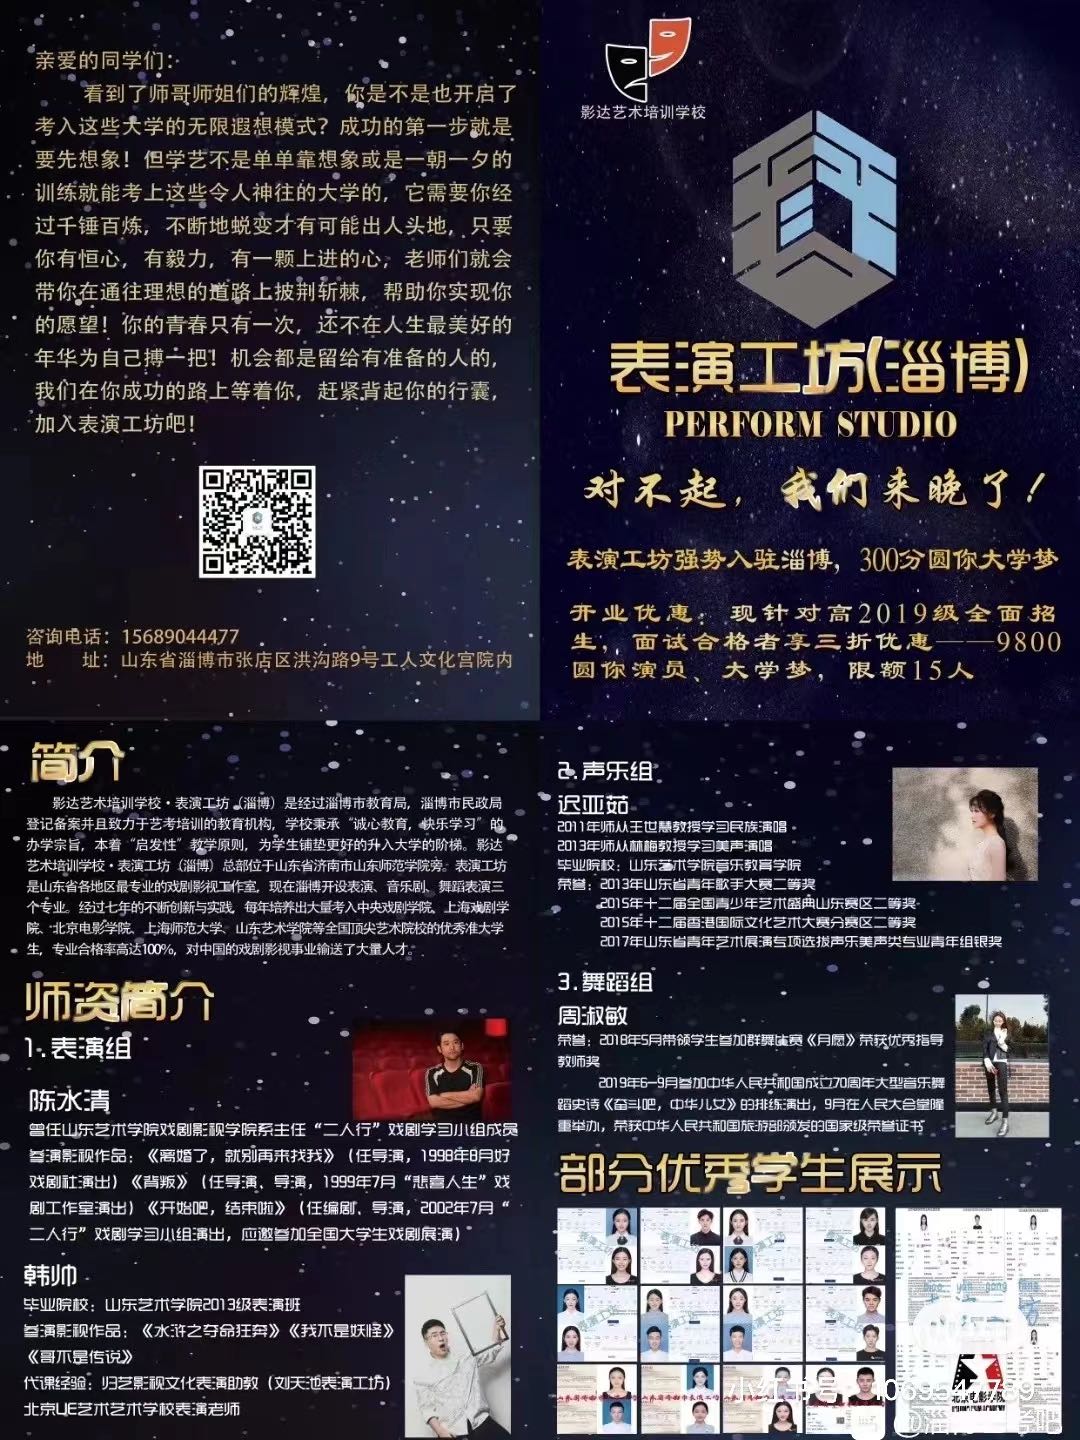 亲爱的同学们：
看到了师哥师姐们的辉煌，你是不是也开启了
考入这些大学的无限遐想模式？成功的第一步就是
要先想象！但学艺不是单单靠想象或是一朝一夕的
训练就能考上这些令人神往的大学的，它需要你经
过千锤百炼，不断地蜕变才有可能出人头地，只要
你有恒心，有毅力，有一颗上进的心，老师们就会
带你在通往理想的道路上披荆斩棘，帮助你实现你
的愿望！你的青春只有一次，还不在人生最美好的
年华为自己搏一把！机会都是留给有准备的人的，
我们在你成功的路上等着你，赶紧背起你的行囊，
加入表演工坊吧！
咨询电话：15689044477
地 址：山东省淄博市张店区洪沟路9号工人文化宫院内
影达艺术培训学校
表演工坊(淄博)
PERFORM STUDIO
对不起，我们来晚了！
表演工坊强势入驻淄博，300分圆你大学梦
开业优惠：现针对高2019级全面招
生，面试合格者享三折优惠——9800
圆你演员、大学梦，限额15人
简介
影达艺术培训学校·表演工坊（淄博）是经过淄博市教育局，淄博市民政局
登记备案并且致力于艺考培训的教育机构，学校秉承“诚心教育，快乐学习”的
办学宗旨，本着“启发性”教学原则，为学生铺垫更好的升入大学的阶梯。影达
艺术培训学校·表演工坊（淄博）总部位于山东省济南市山东师范学院旁。表演工坊
是山东省各地区最专业的戏剧影视工作室，现在淄博开设表演、音乐剧、舞蹈表演三
个专业。经过七年的不断创新与实践，每年培养出大量考入中央戏剧学院、上海戏剧学
院、北京电影学院、上海师范大学、山东艺术学院等全国顶尖艺术院校的优秀准大学
生，专业合格率高达100%，对中国的戏剧影视事业输送了大量人才。
师资简介
1.表演组
陈水清
曾任山东艺术学院戏剧影视学院系主任“二人行”戏剧学习小组成员
参演影视作品：《离婚了，就别再来找我》（任导演，1998年8月好
戏剧社演出）《背叛》（任导演、导演，1999年7月“悲喜人生”戏
剧工作室演出）《开始吧，结束啦》（任编剧、导演，2002年7月“
二人行”戏剧学习小组演出，应邀参加全国大学生戏剧展演）
韩帅
毕业院校：山东艺术学院2013级表演班
参演影视作品：《水浒之夺命狂奔》《我不是妖怪》
《哥不是传说》
代课经验：归艺影视文化表演助教（刘天池表演工坊）
北京UE艺术艺术学校表演老师
2.声乐组
迟亚茹
2011年师从王世慧教授学习民族演唱
2013年师从林梅教授学习美声演唱
毕业院校：山东艺术学院音乐教育学院
荣誉：2013年山东省青年歌手大赛二等奖
2015年十二届全国青少年艺术盛典山东赛区二等奖
2015年十二届香港国际文化艺术大赛分赛区二等奖
2017年山东省青年艺术展演专项选拔声乐美声类专业青年组银奖
3.舞蹈组
周淑敏
荣誉：2018年5月带领学生参加群舞比赛《月愿》荣获优秀指导
教师奖
2019年6-9月参加中华人民共和国成立70周年大型音乐舞
蹈史诗《奋斗吧，中华儿女》的排练演出，9月在人民大会堂隆
重举办，荣获中华人民共和国旅游部颁发的国家级荣誉证书
部分优秀学生展示